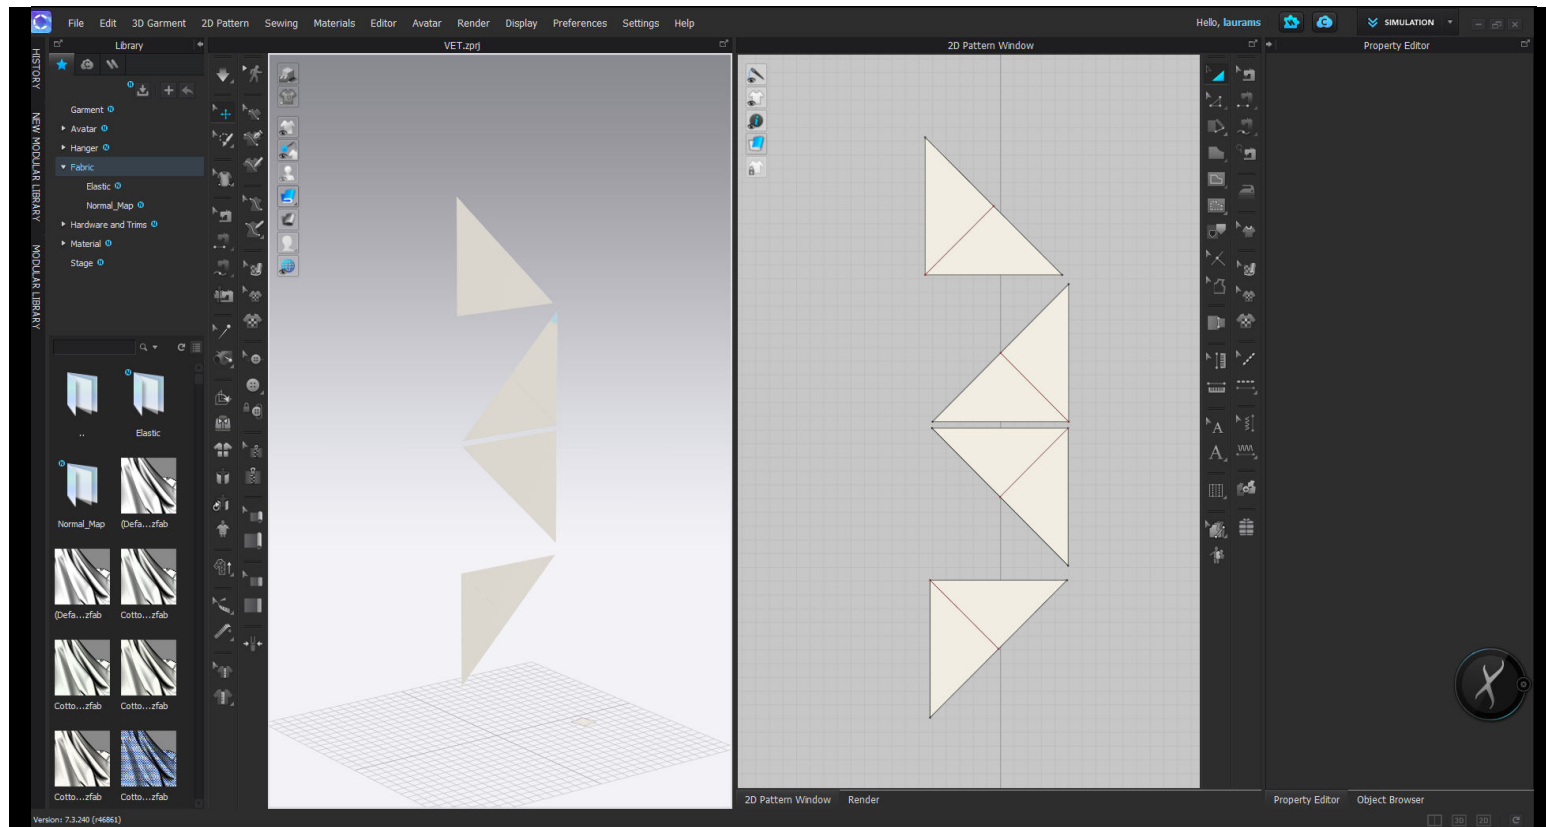 File Edit 3D Garment 2D Pattern Sewing Materials Editor Avatar Render Display Preferences Settings Help
Hello, laurams
SIMULATION
Library
VET.zprj
2D Pattern Window
Property Editor
HISTORY
NEW MODULAR LIBRARY
MODULAR LIBRARY
Garment
Avatar
Hanger
Fabric
Elastic
Normal_Map
Hardware and Trims
Material
Stage
..
Elastic
Normal_Map
(Defa...zfab
(Defa...zfab
Cotto...zfab
Cotto...zfab
Cotto...zfab
Cotto...zfab
Cotto...zfab
2D Pattern Window Render
Property Editor Object Browser
Version: 7.3.240 (r46861)
3D 2D